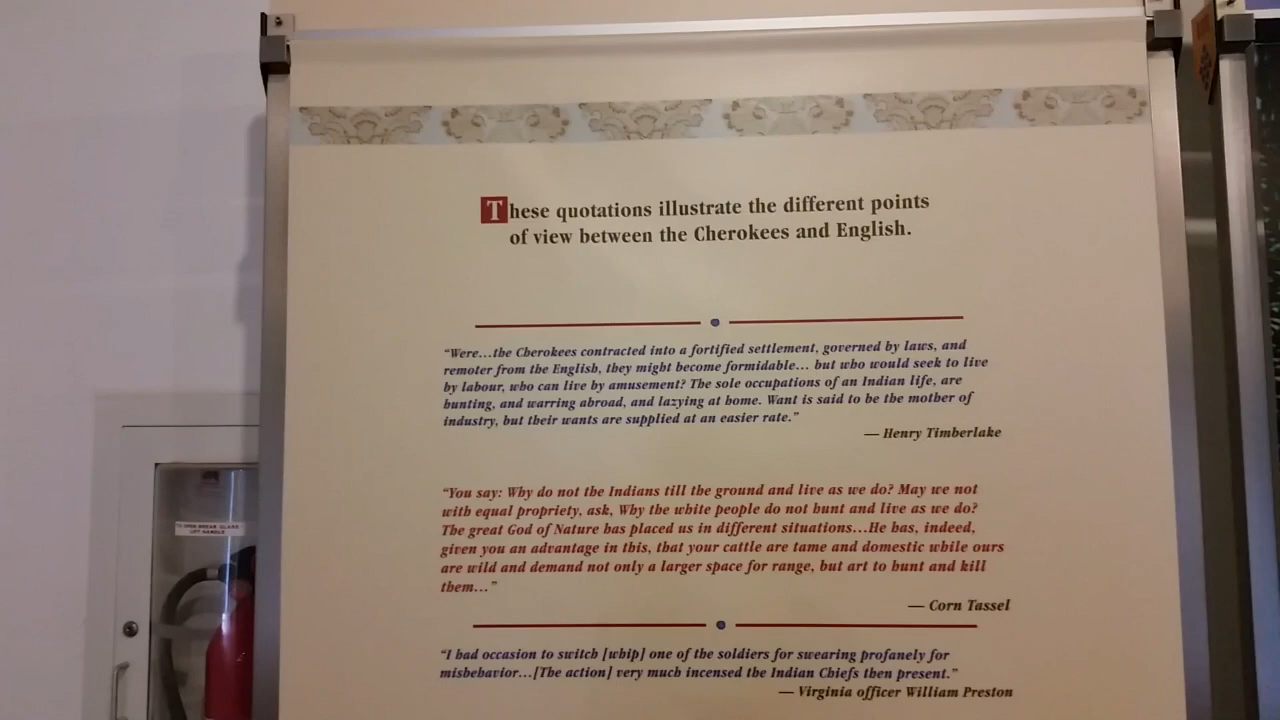 These quotations illustrate the different points
of view between the Cherokees and English.
“Were...the Cherokees contracted into a fortified settlement, governed by laws, and
remoter from the English, they might become formidable... but who would seek to live
by labour, who can live by amusement? The sole occupations of an Indian life, are
hunting, and warring abroad, and lazying at home. Want is said to be the mother of
industry, but their wants are supplied at an easier rate.”
— Henry Timberlake
“You say: Why do not the Indians till the ground and live as we do? May we not
with equal propriety, ask, Why the white people do not hunt and live as we do?
The great God of Nature has placed us in different situations...He has, indeed,
given you an advantage in this, that your cattle are tame and domestic while ours
are wild and demand not only a larger space for range, but art to hunt and kill
them...”
— Corn Tassel
“I had occasion to switch [whip] one of the soldiers for swearing profanely for
misbehavior...[The action] very much incensed the Indian Chiefs then present.”
— Virginia officer William Preston
TO OPEN BREAK GLASS
LIFT HANDLE